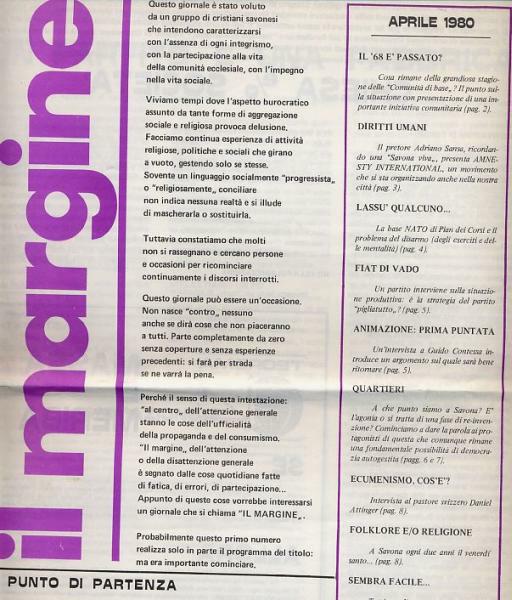 il margine
Questo giornale è stato voluto
da un gruppo di cristiani savonesi
che intendono caratterizzarsi
con l'assenza di ogni integrismo,
con la partecipazione alla vita
della comunità ecclesiale, con l'impegno
nella vita sociale.
Viviamo tempi dove l'aspetto burocratico
assunto da tante forme di aggregazione
sociale e religiosa provoca delusione.
Facciamo continua esperienza di attività
religiose, politiche e sociali che girano
a vuoto, gestendo solo se stesse.
Sovente un linguaggio socialmente "progressista„
o "religiosamente„ conciliare
non indica nessuna realtà e si illude
di mascherarla o sostituirla.
Tuttavia constatiamo che molti
non si rassegnano e cercano persone
e occasioni per ricominciare
continuamente i discorsi interrotti.
Questo giornale può essere un'occasione.
Non nasce "contro„ nessuno
anche se dirà cose che non piaceranno
a tutti. Parte completamente da zero
senza coperture e senza esperienze
precedenti: si farà per strada
se ne varrà la pena.
Perché il senso di questa intestazione:
"al centro„ dell'attenzione generale
stanno le cose dell'ufficialità
della propaganda e del consumismo.
"Il margine„ dell'attenzione
o della disattenzione generale
è segnato dalle cose quotidiane fatte
di fatica, di errori, di partecipazione...
Appunto di queste cose vorrebbe interessarsi
un giornale che si chiama "IL MARGINE„.
Probabilmente questo primo numero
realizza solo in parte il programma del titolo:
ma era importante cominciare.
PUNTO DI PARTENZA
APRILE 1980
IL '68 E' PASSATO?
Cosa rimane della grandiosa stagio-
ne delle "Comunità di base„? Il punto sul-
la situazione con presentazione di una im-
portante iniziativa comunitaria (pag. 2).
DIRITTI UMANI
Il pretore Adriano Sansa, ricordan-
do una "Savona viva„, presenta AMNE-
STY INTERNATIONAL, un movimento
che si sta organizzando anche nella nostra
città (pag. 3).
LASSU' QUALCUNO...
La base NATO di Pian dei Corsi e il
problema del disarmo (degli eserciti e del-
le mentalità) (pag. 4).
FIAT DI VADO
Un partito interviene sulla situazio-
ne produttiva: è la strategia del partito
"pigliatutto„? (pag. 5).
ANIMAZIONE: PRIMA PUNTATA
Un'intervista a Guido Contessa in-
troduce un argomento sul quale sarà bene
ritornare (pag. 5).
QUARTIERI
A che punto siamo a Savona? E'
l'agonia o si tratta di una fase di re-inven-
zione? Cominciamo a dare la parola ai pro-
tagonisti di questa che comunque rimane
una fondamentale possibilità di democra-
zia autogestita (pagg. 6 e 7).
ECUMENISMO, COS'E'?
Intervista al pastore svizzero Daniel
Attinger (pag. 8).
FOLKLORE E/O RELIGIONE
A Savona ogni due anni il venerdì
santo... (pag. 8).
SEMBRA FACILE...